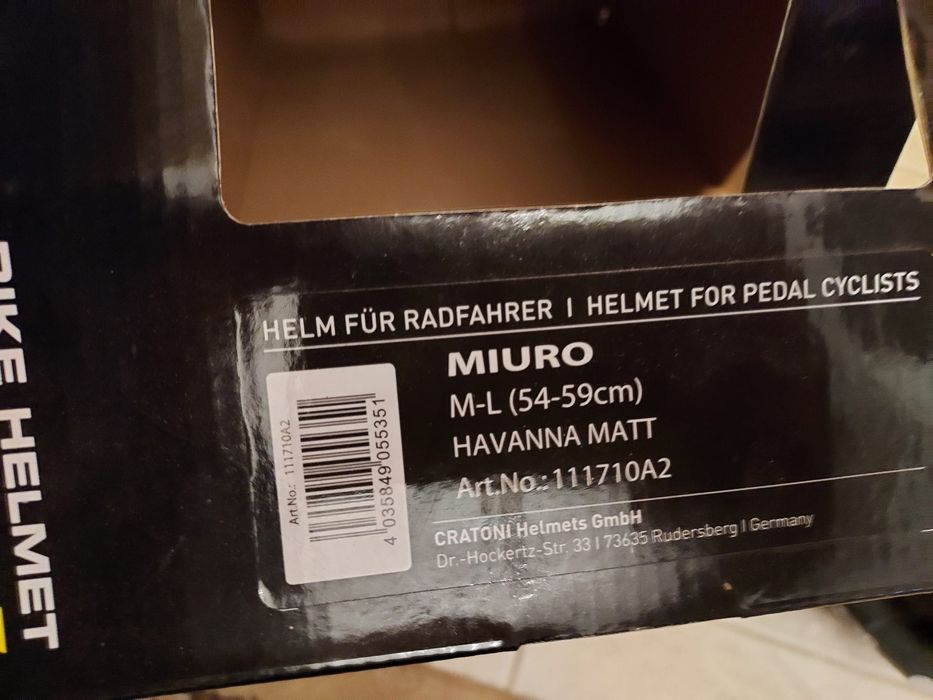 BIKE HELMET
HELM FÜR RADFAHRER | HELMET FOR PEDAL CYCLISTS
MIURO
M-L (54-59cm)
HAVANNA MATT
Art.No.:111710A2
Art.No.: 111710A2
4 035849 055351
CRATONI Helmets GmbH
Dr.-Hockertz-Str. 33 | 73635 Rudersberg | Germany